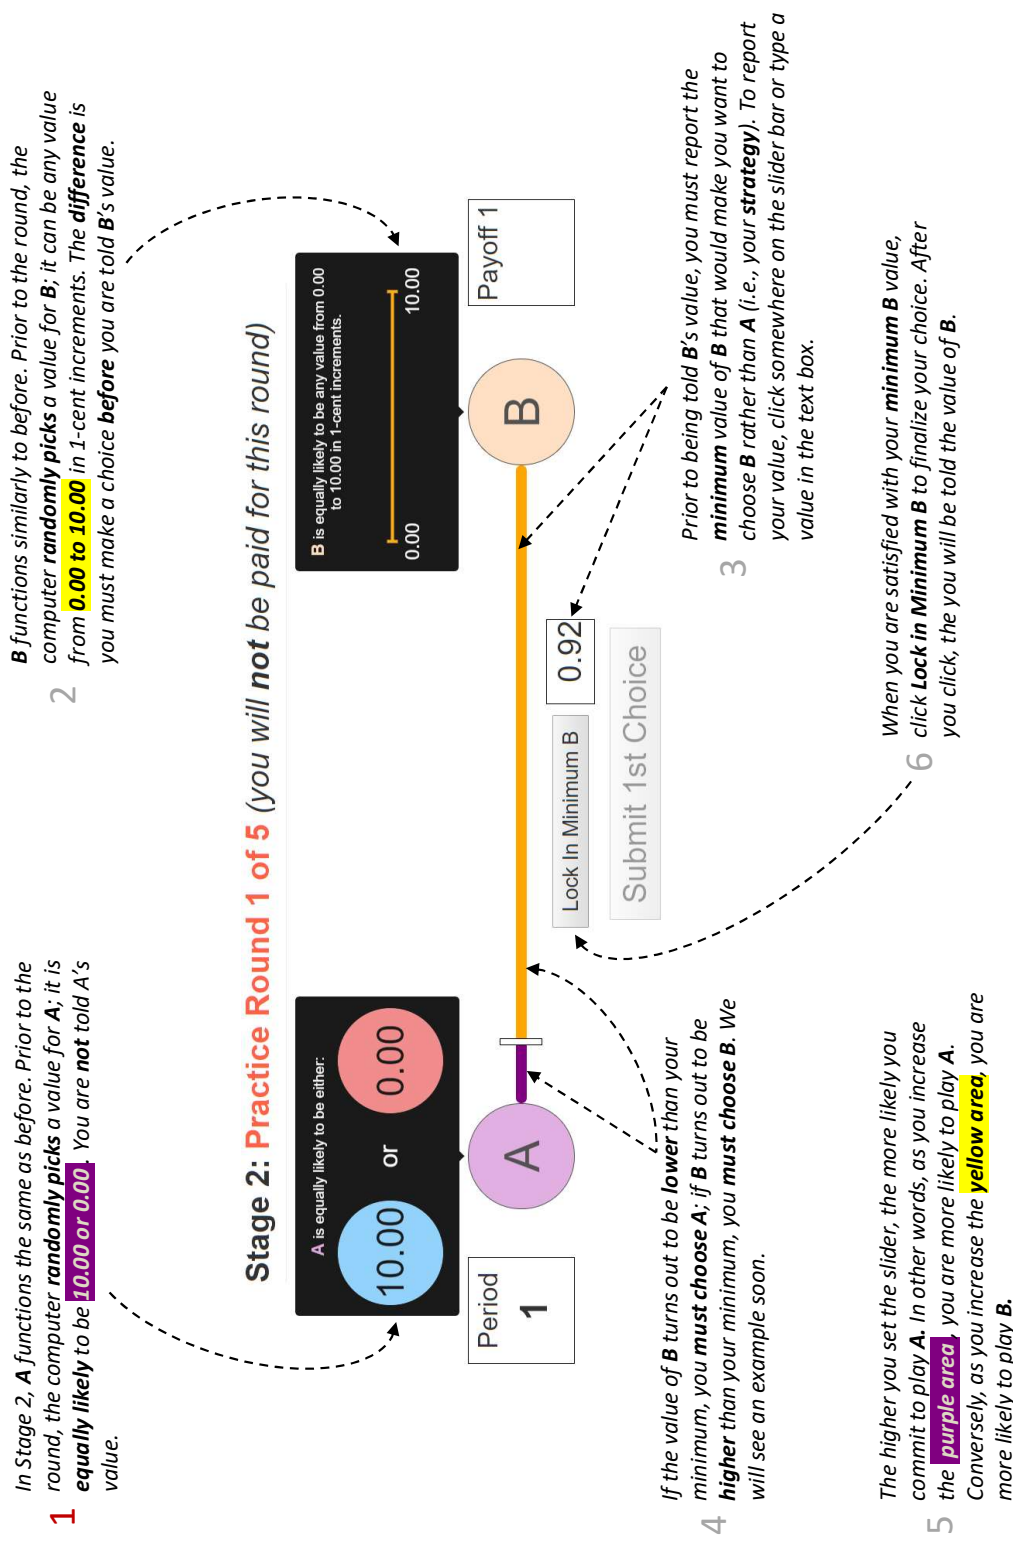 1
In Stage 2, A functions the same as before. Prior to the
round, the computer randomly picks a value for A; it is
equally likely to be 10.00 or 0.00. You are not told A's
value.
2
B functions similarly to before. Prior to the round, the
computer randomly picks a value for B; it can be any value
from 0.00 to 10.00 in 1-cent increments. The difference is
you must make a choice before you are told B's value.
Stage 2: Practice Round 1 of 5 (you will not be paid for this round)
A is equally likely to be either:
10.00 or 0.00
B is equally likely to be any value from 0.00
to 10.00 in 1-cent increments.
0.00 10.00
Period
1
A
B
Payoff 1
Lock In Minimum B
0.92
Submit 1st Choice
3
Prior to being told B's value, you must report the
minimum value of B that would make you want to
choose B rather than A (i.e., your strategy). To report
your value, click somewhere on the slider bar or type a
value in the text box.
4
If the value of B turns out to be lower than your
minimum, you must choose A; if B turns out to be
higher than your minimum, you must choose B. We
will see an example soon.
5
The higher you set the slider, the more likely you
commit to play A. In other words, as you increase
the purple area, you are more likely to play A.
Conversely, as you increase the yellow area, you are
more likely to play B.
6
When you are satisfied with your minimum B value,
click Lock in Minimum B to finalize your choice. After
you click, the you will be told the value of B.